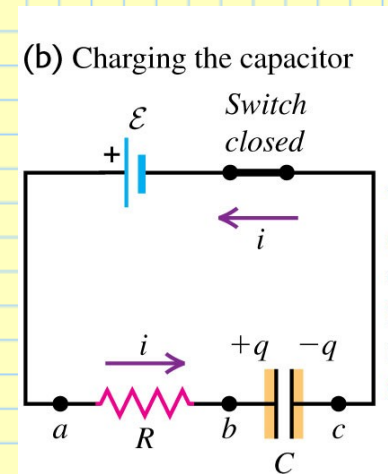 (b) Charging the capacitor
ℰ
Switch
closed
+
i
i
+q −q
a
R
b
C
c